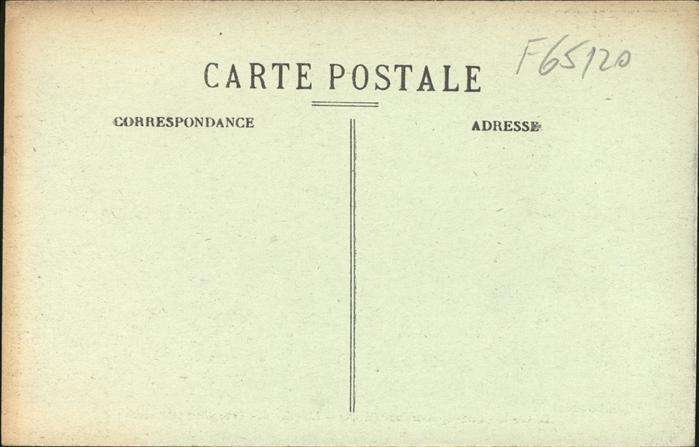 F65120
CARTE POSTALE
CORRESPONDANCE
ADRESSE